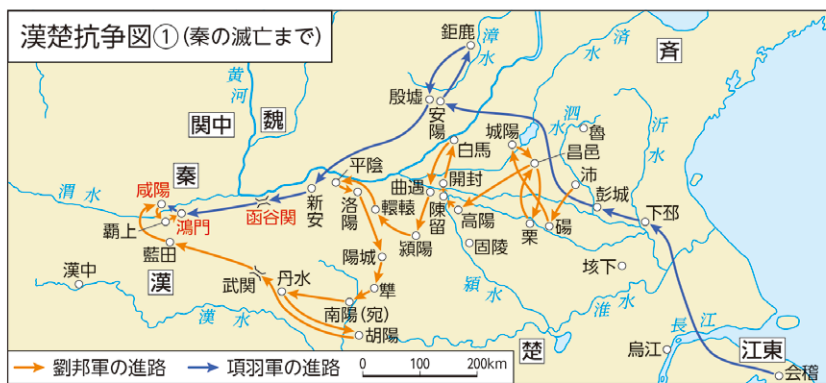 漢楚抗争図①(秦の滅亡まで)
鉅鹿
漳水
済水
斉
黄河
殷墟
安陽
泗水
魯
沂水
関中
魏
城陽
昌邑
白馬
平陰
曲遇
開封
沛
渭水
秦
咸陽
新安
洛陽
轘轅
陳留
高陽
彭城
下邳
鴻門
函谷関
覇上
潁陽
固陵
栗
碭
藍田
陽城
垓下
漢中
漢
武関
丹水
犨
潁水
淮水
漢水
南陽(宛)
胡陽
楚
烏江
長江
江東
会稽
劉邦軍の進路
項羽軍の進路
0 100 200km